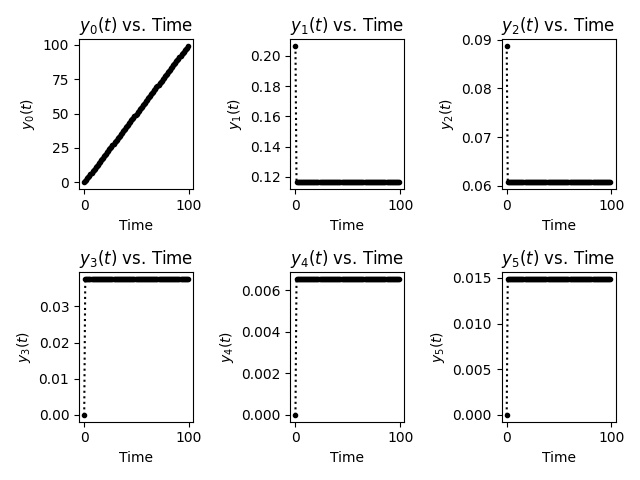 y₀(t) vs. Time
y₁(t) vs. Time
y₂(t) vs. Time
y₀(t)
100
75
50
25
0
0
100
Time
y₁(t)
0.20
0.18
0.16
0.14
0.12
0
100
Time
y₂(t)
0.09
0.08
0.07
0.06
0
100
Time
y₃(t) vs. Time
y₄(t) vs. Time
y₅(t) vs. Time
y₃(t)
0.03
0.02
0.01
0.00
0
100
Time
y₄(t)
0.006
0.004
0.002
0.000
0
100
Time
y₅(t)
0.015
0.010
0.005
0.000
0
100
Time